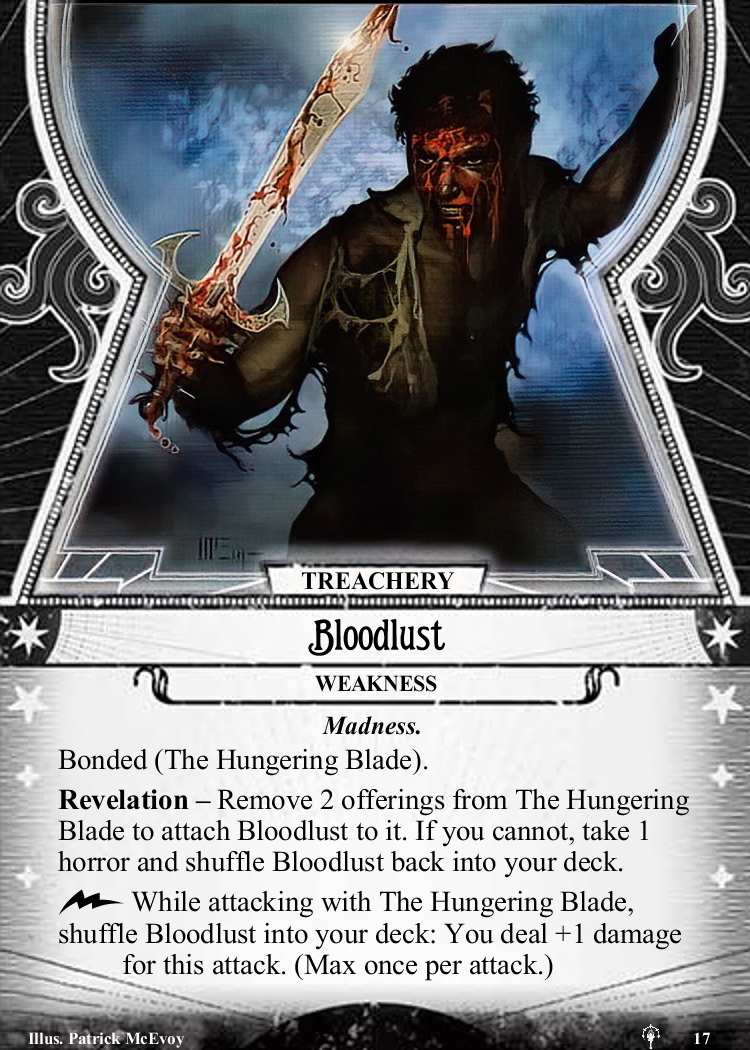 TREACHERY
Bloodlust
WEAKNESS
Madness.
Bonded (The Hungering Blade).
Revelation – Remove 2 offerings from The Hungering
Blade to attach Bloodlust to it. If you cannot, take 1
horror and shuffle Bloodlust back into your deck.
While attacking with The Hungering Blade,
shuffle Bloodlust into your deck: You deal +1 damage
for this attack. (Max once per attack.)
Illus. Patrick McEvoy
17